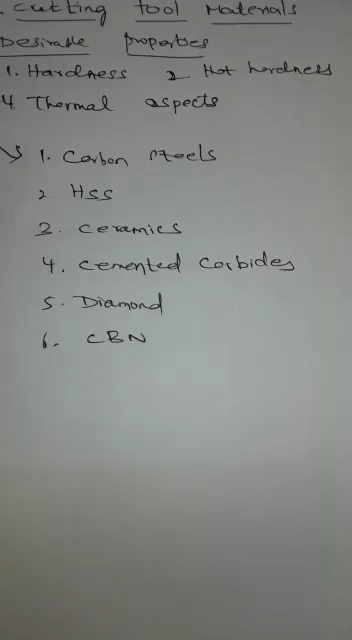 . Cutting tool Materials
Desirable properties
1. Hardness 2. Hot hardness
4. Thermal aspects
1. Carbon steels
2. HSS
3. Ceramics
4. Cemented Carbides
5. Diamond
6. CBN